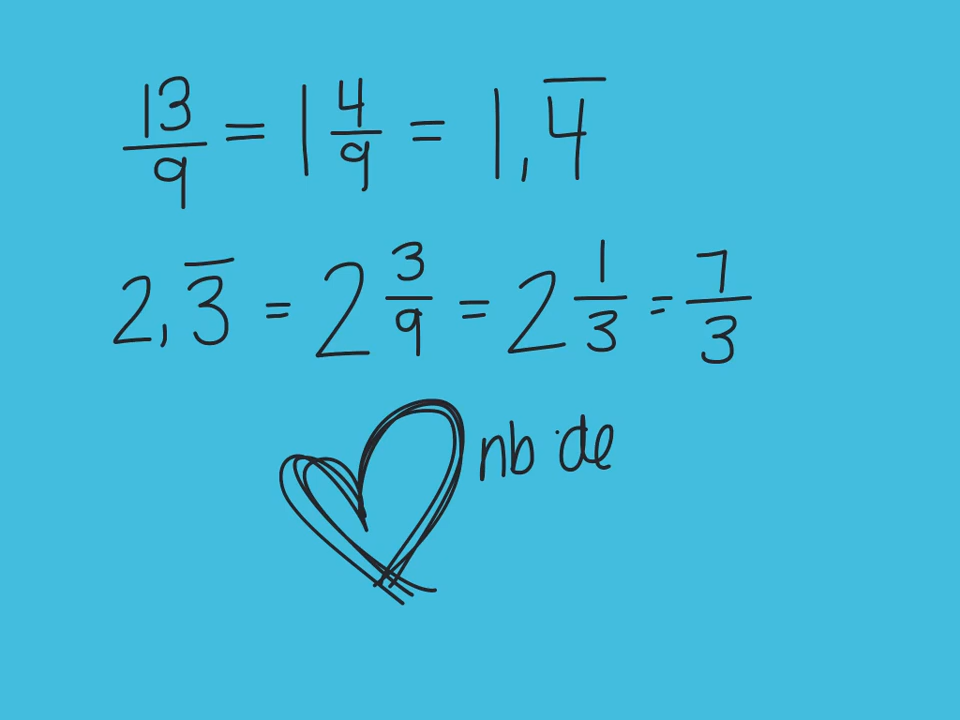 13/9 = 1 4/9 = 1,4̅
2,3̅ = 2 3/9 = 2 1/3 = 7/3
nb de